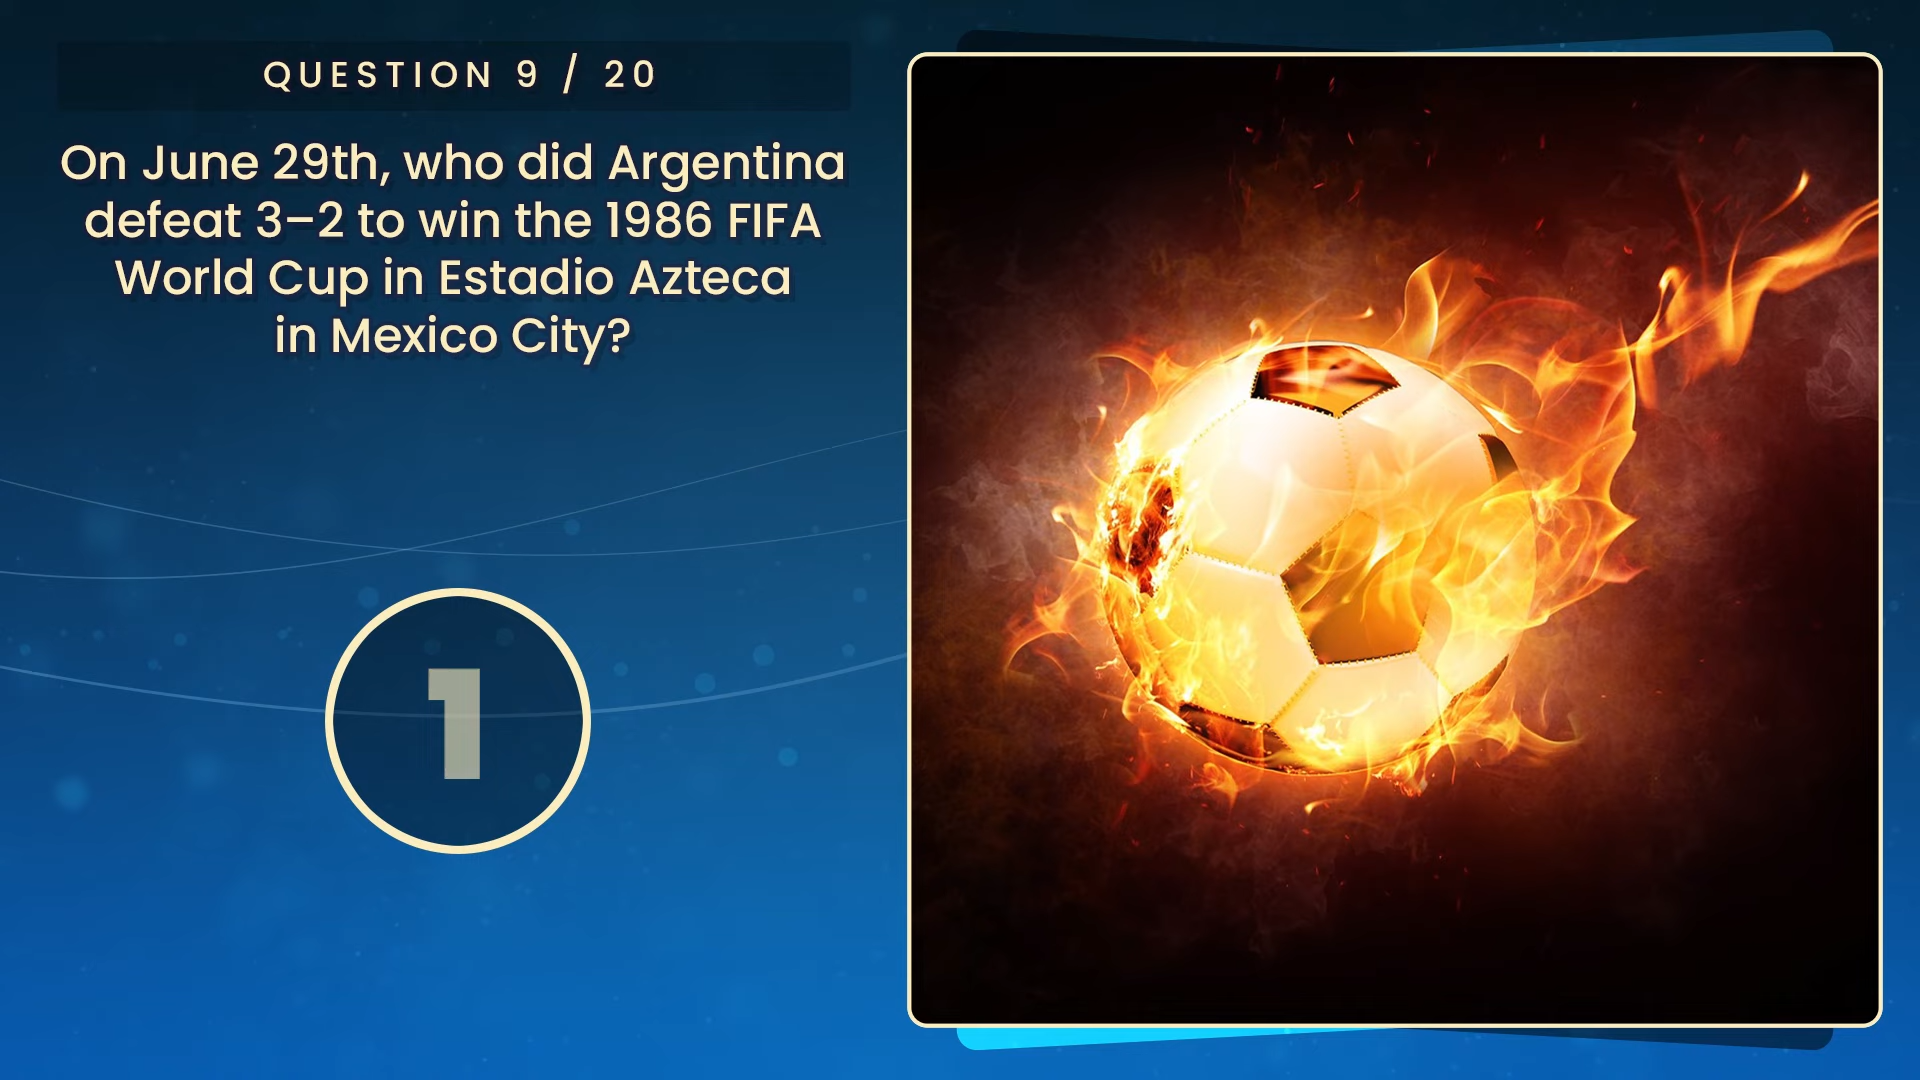 QUESTION 9 / 20
On June 29th, who did Argentina
defeat 3–2 to win the 1986 FIFA
World Cup in Estadio Azteca
in Mexico City?
1